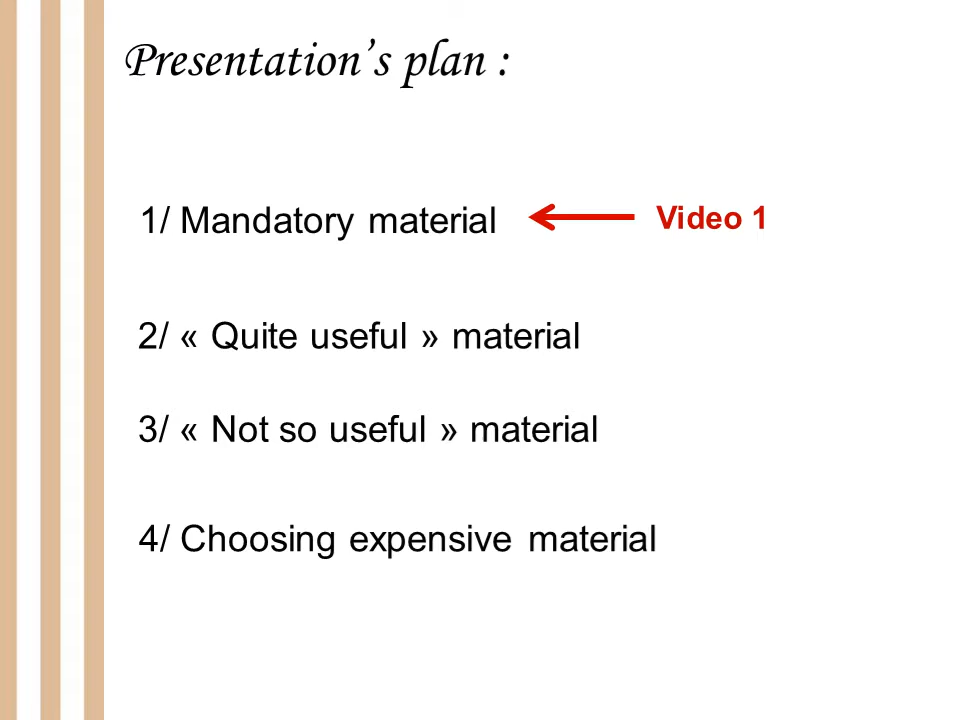 Presentation’s plan :
1/ Mandatory material
Video 1
2/ « Quite useful » material
3/ « Not so useful » material
4/ Choosing expensive material